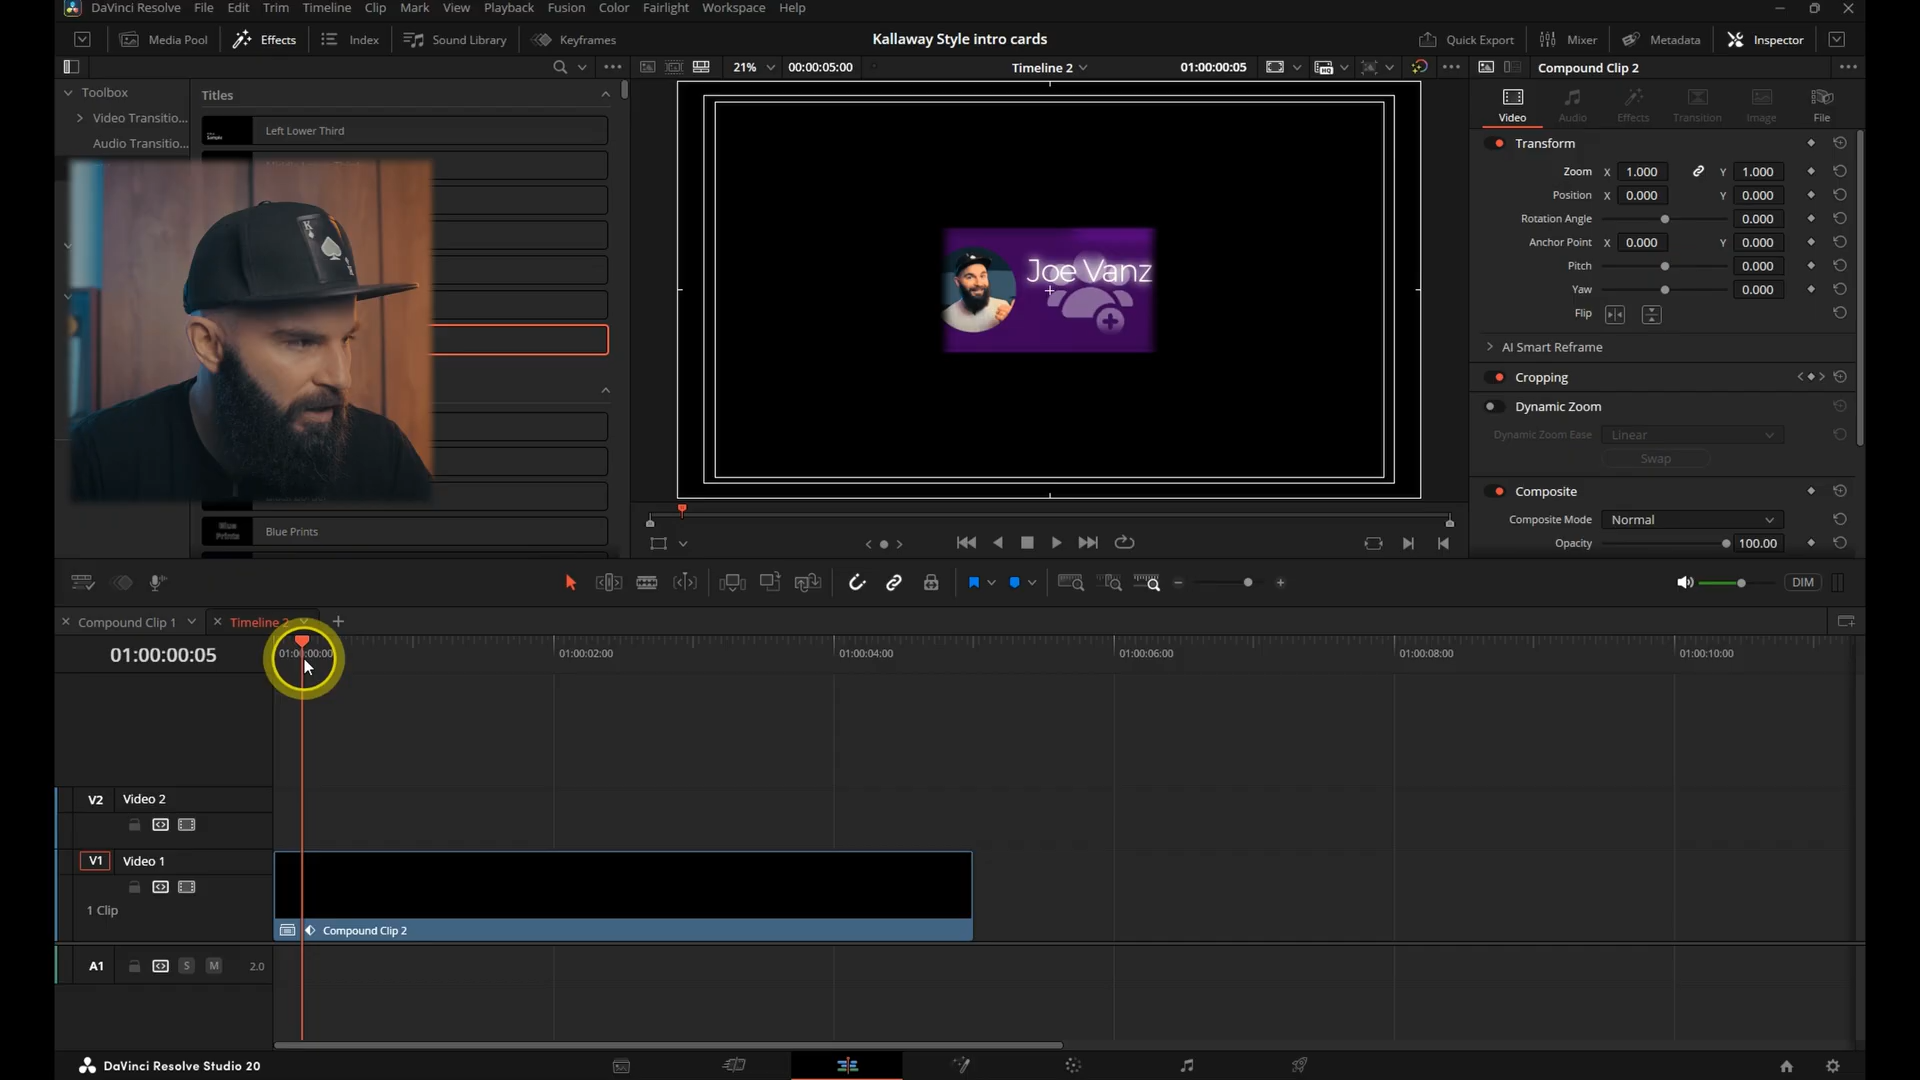 DaVinci Resolve File Edit Trim Timeline Clip Mark View Playback Fusion Color Fairlight Workspace Help
Media Pool Effects Index Sound Library Keyframes Kallaway Style intro cards Quick Export Mixer Metadata Inspector
21% 00:00:05:00 Timeline 2 01:00:00:05 Compound Clip 2
Toolbox
Video Transitio...
Audio Transitio...
Titles
Left Lower Third
Blue Prints
Blue Prints
Joe Vanz
Video Audio Effects Transition Image File
Transform
Zoom X 1.000 Y 1.000
Position X 0.000 Y 0.000
Rotation Angle 0.000
Anchor Point X 0.000 Y 0.000
Pitch 0.000
Yaw 0.000
Flip
AI Smart Reframe
Cropping
Dynamic Zoom
Dynamic Zoom Ease Linear
Swap
Composite
Composite Mode Normal
Opacity 100.00
DIM
Compound Clip 1 Timeline 2
01:00:00:05 01:00:00:00 01:00:02:00 01:00:04:00 01:00:06:00 01:00:08:00 01:00:10:00
V2 Video 2
V1 Video 1
1 Clip
Compound Clip 2
A1 S M 2.0
DaVinci Resolve Studio 20